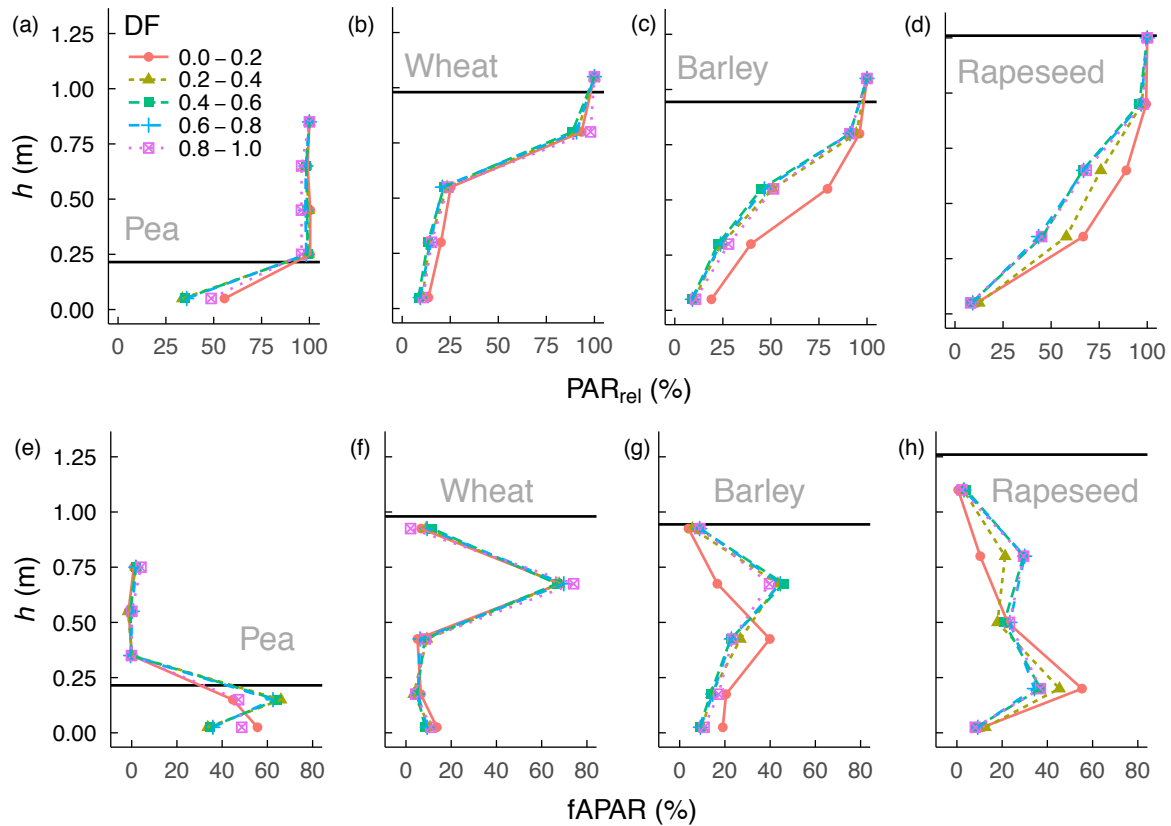 (a) DF (b) (c) (d)
1.25
0.0 – 0.2
0.2 – 0.4
0.4 – 0.6
0.6 – 0.8
0.8 – 1.0
Wheat Barley Rapeseed
1.00
0.75
0.50
Pea
0.25
0.00
h (m)
0 25 50 75 100 0 25 50 75 100 0 25 50 75 100 0 25 50 75 100
PARrel (%)
(e) (f) (g) (h)
1.25
Wheat Barley Rapeseed
1.00
0.75
0.50
Pea
0.25
0.00
h (m)
0 20 40 60 80 0 20 40 60 80 0 20 40 60 80 0 20 40 60 80
fAPAR (%)